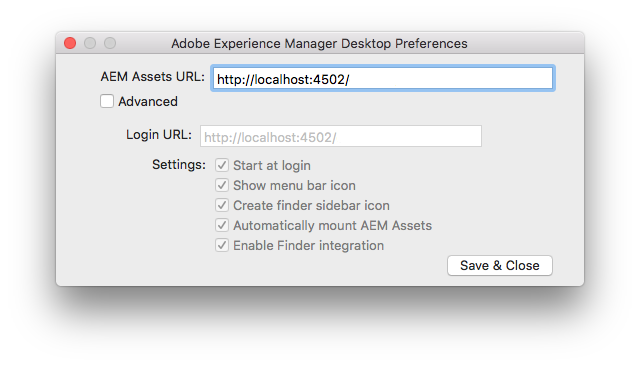 Adobe Experience Manager Desktop Preferences
AEM Assets URL: http://localhost:4502/
Advanced
Login URL: http://localhost:4502/
Settings: Start at login
Show menu bar icon
Create finder sidebar icon
Automatically mount AEM Assets
Enable Finder integration
Save & Close